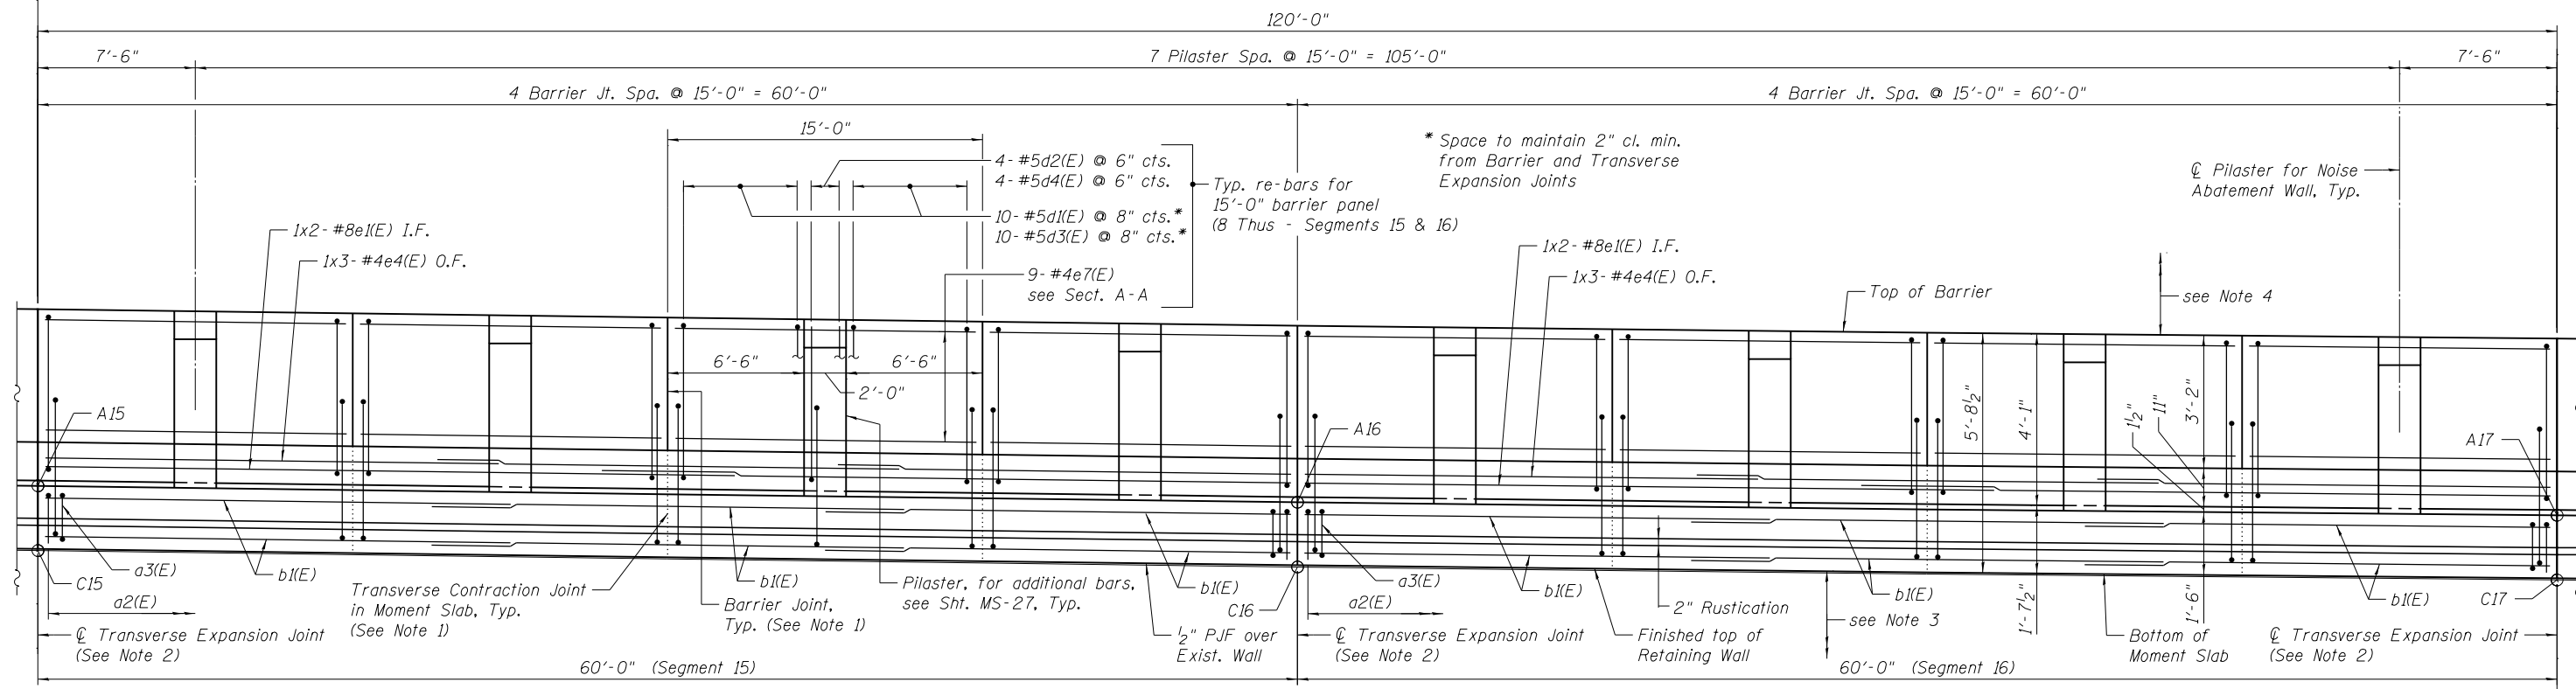 120'-0"
7'-6"
7 Pilaster Spa. @ 15'-0" = 105'-0"
7'-6"
4 Barrier Jt. Spa. @ 15'-0" = 60'-0"
4 Barrier Jt. Spa. @ 15'-0" = 60'-0"
15'-0"
4- #5d2(E) @ 6" cts.
4- #5d4(E) @ 6" cts.
10- #5d1(E) @ 8" cts.*
10- #5d3(E) @ 8" cts.*
9- #4e7(E)
see Sect. A-A
Typ. re-bars for
15'-0" barrier panel
(8 Thus - Segments 15 & 16)
* Space to maintain 2" cl. min.
from Barrier and Transverse
Expansion Joints
℄ Pilaster for Noise
Abatement Wall, Typ.
1x2- #8e1(E) I.F.
1x3- #4e4(E) O.F.
1x2- #8e1(E) I.F.
1x3- #4e4(E) O.F.
Top of Barrier
see Note 4
6'-6"
6'-6"
2'-0"
5'-8½"
4'-1"
1½"
11"
3'-2"
A15
A16
A17
C15
a3(E)
b1(E)
a2(E)
Transverse Contraction Joint
in Moment Slab, Typ.
(See Note 1)
b1(E)
Barrier Joint,
Typ. (See Note 1)
Pilaster, for additional bars,
see Sht. MS-27, Typ.
b1(E)
C16
a3(E)
a2(E)
b1(E)
2" Rustication
see Note 3
b1(E)
1'-7½"
1'-6"
b1(E)
C17
℄ Transverse Expansion Joint
(See Note 2)
½" PJF over
Exist. Wall
℄ Transverse Expansion Joint
(See Note 2)
Finished top of
Retaining Wall
Bottom of
Moment Slab
℄ Transverse Expansion Joint
(See Note 2)
60'-0" (Segment 15)
60'-0" (Segment 16)